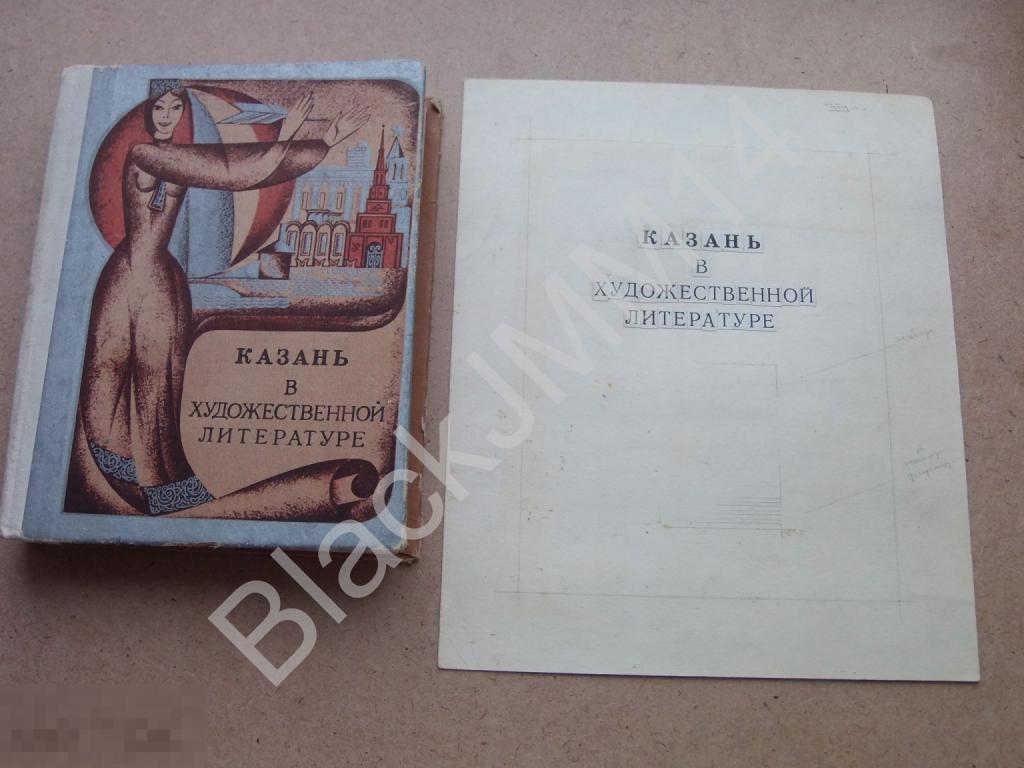 КАЗАНЬ
В
ХУДОЖЕСТВЕННОЙ
ЛИТЕРАТУРЕ
КАЗАНЬ
В
ХУДОЖЕСТВЕННОЙ
ЛИТЕРАТУРЕ
BlackJMM14